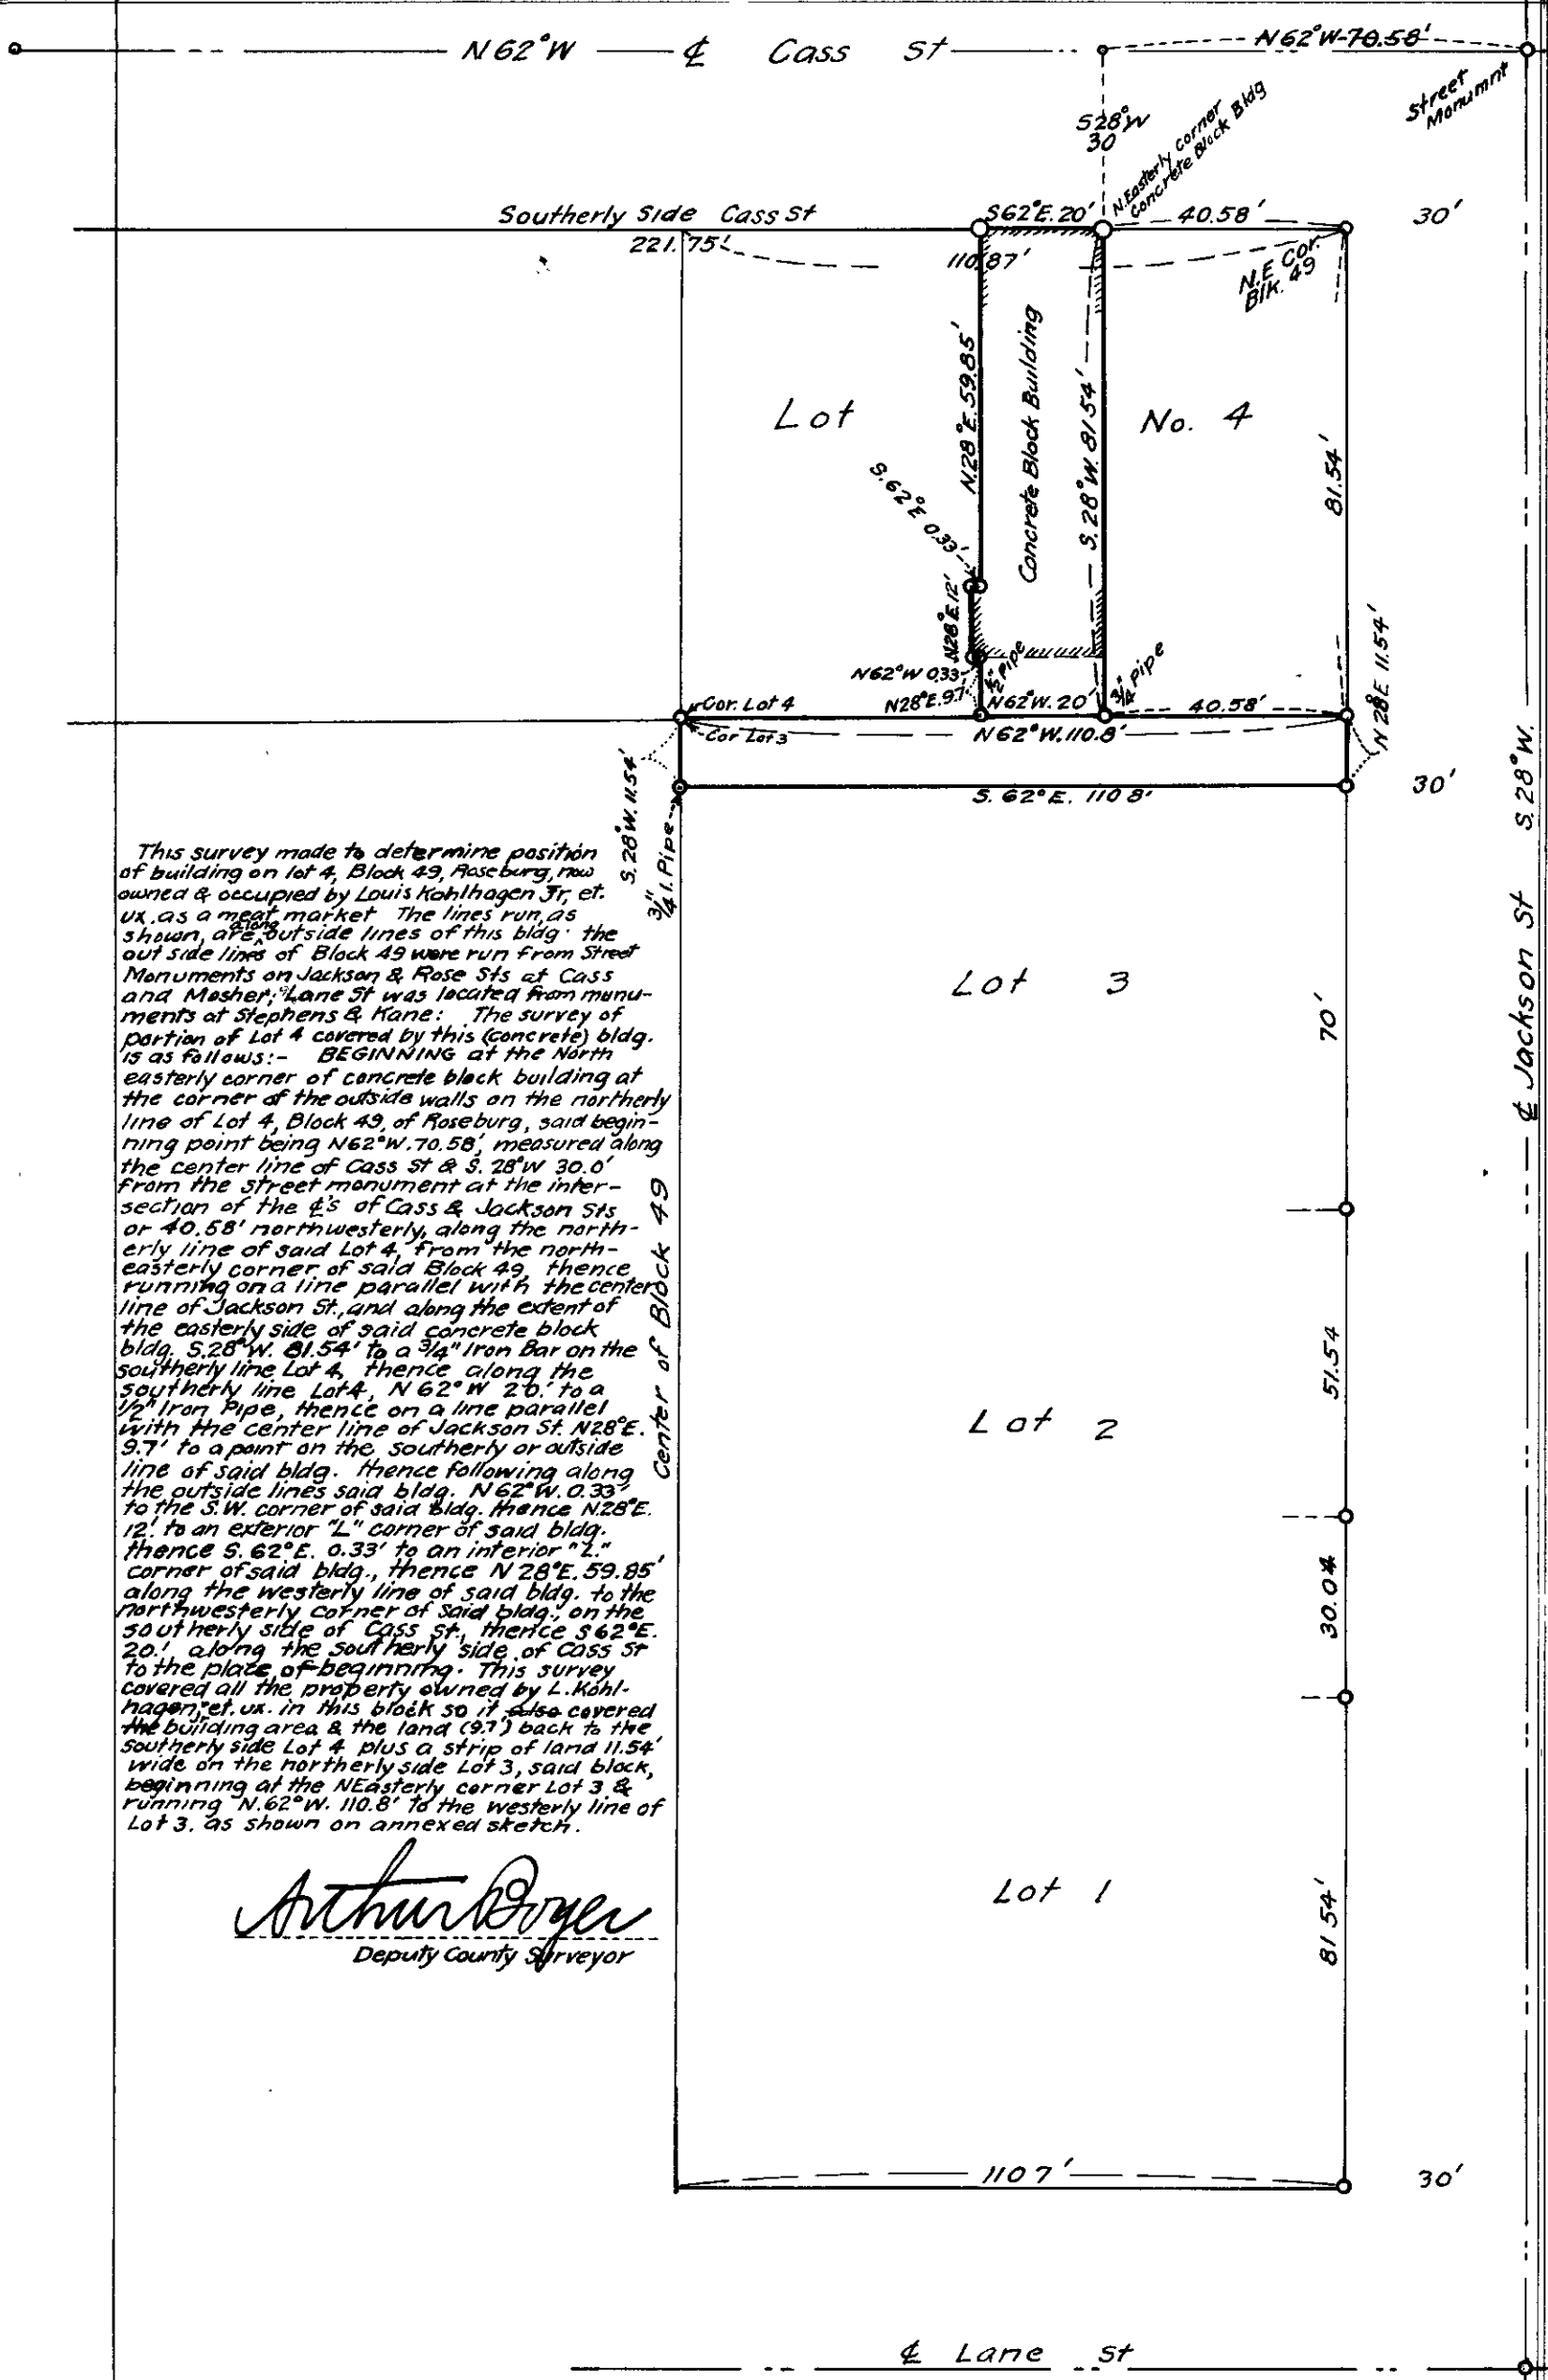 N62°W ℄ Cass St N62°W-70.58'
Street
Monumnt
S28°W
30
N.Easterly corner
Concrete Block Bldg
Southerly Side Cass St
S62°E.20'
40.58'
30'
221.75'
110.87'
N.E Cor.
Blk. 49
N.28°E.59.85'
Concrete Block Building
S.28°W.81.54'
81.54'
Lot No. 4
S.62°E. 0.33'
N28°E.12'
N62°W 0.33
N28°E.9.7'
1/2" Pipe
3/4" Pipe
N 28°E 11.54'
Cor. Lot 4
N62°W.20'
40.58'
Cor Lot 3
N62°W.110.8'
S.28°W.11.54'
3/4" I. Pipe
S. 62°E. 110 8'
30'
℄ Jackson St S.28°W.
This survey made to determine position
of building on lot 4, Block 49, Roseburg, now
owned & occupied by Louis Kohlhagen Jr, et.
ux. as a meat market The lines run, as
shown, are along outside lines of this bldg. the
out side lines of Block 49 were run from Street
Monuments on Jackson & Rose Sts at Cass
and Mosher; Lane St was located from munu-
ments at Stephens & Kane: The survey of
portion of Lot 4 covered by this (concrete) bldg.
is as follows:- BEGINNING at the North
easterly corner of concrete block building at
the corner of the outside walls on the northerly
line of Lot 4, Block 49, of Roseburg, said begin-
ning point being N62°W.70.58', measured along
the center line of Cass St & S. 28°W 30.0'
from the street monument at the inter-
section of the ℄'s of Cass & Jackson Sts
or 40.58' northwesterly, along the north-
erly line of said Lot 4, from the north-
easterly corner of said Block 49, thence
running on a line parallel with the center
line of Jackson St., and along the extent of
the easterly side of said concrete block
bldg. S.28°W. 81.54' to a 3/4" Iron Bar on the
southerly line Lot 4, thence along the
southerly line Lot 4, N 62° W 20.' to a
1/2" Iron Pipe, thence on a line parallel
with the center line of Jackson St. N28°E.
9.7' to a point on the southerly or outside
line of said bldg. thence following along
the outside lines said bldg. N62°W. 0.33'
to the S.W. corner of said bldg. thence N.28°E.
12.' to an exterior "L" corner of said bldg.
thence S. 62°E. 0.33' to an interior "L"
corner of said bldg., thence N 28°E. 59.85'
along the westerly line of said bldg. to the
northwesterly corner of said bldg., on the
southerly side of Cass St., thence S62°E.
20.' along the southerly side of Cass St
to the place of beginning. This survey
covered all the property owned by L. Kohl-
hagen, et. ux. in this block so it also covered
the building area & the land (9.7') back to the
southerly side Lot 4 plus a strip of land 11.54'
wide on the northerly side Lot 3, said block,
beginning at the NEasterly corner Lot 3 &
running N.62°W. 110.8' to the westerly line of
Lot 3. as shown on annexed sketch.
Arthur Boyer
Deputy County Surveyor
Center of Block 49
Lot 3
70'
Lot 2
51.54
30.04
Lot 1
81 54'
110 7'
30'
℄ Lane St